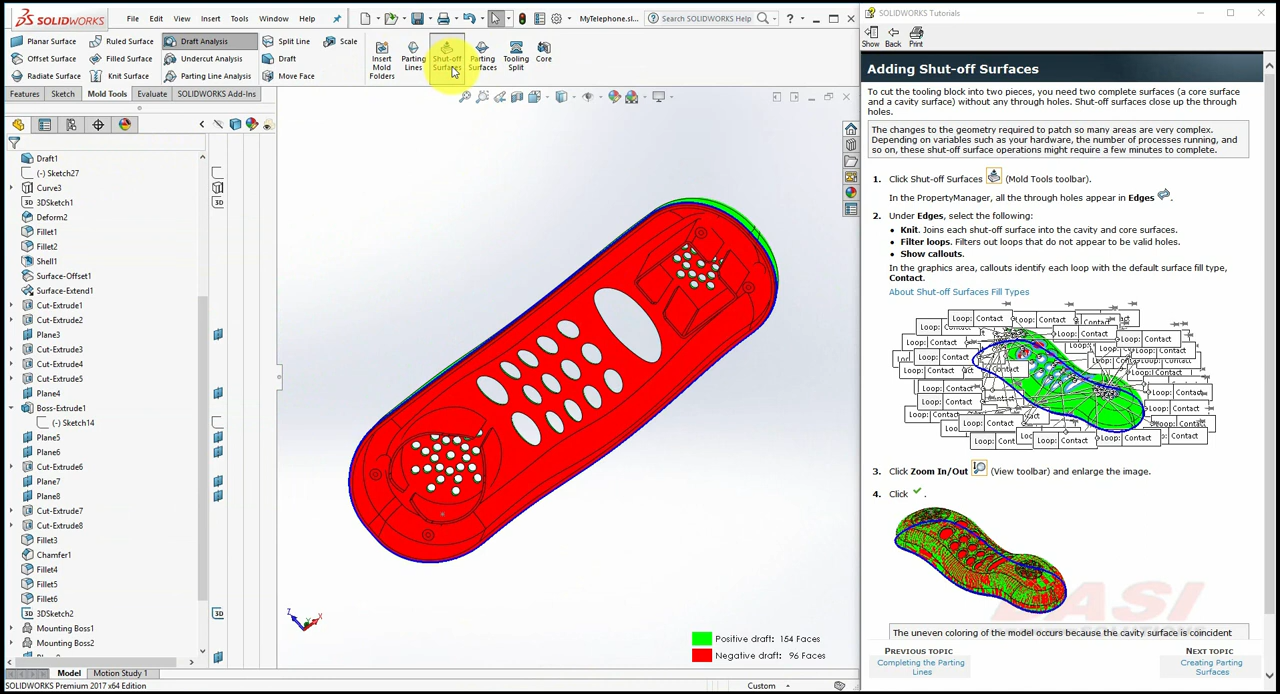 SOLIDWORKS
File Edit View Insert Tools Window Help
MyTelephone.sl...
Search SOLIDWORKS Help
Planar Surface
Ruled Surface
Draft Analysis
Split Line
Scale
Offset Surface
Filled Surface
Undercut Analysis
Draft
Radiate Surface
Knit Surface
Parting Line Analysis
Move Face
Insert Mold Folders
Parting Lines
Shut-off Surfaces
Parting Surfaces
Tooling Split
Core
Features Sketch Mold Tools Evaluate SOLIDWORKS Add-Ins
Draft1
(-) Sketch27
Curve3
3DSketch1
Deform2
Fillet1
Fillet2
Shell1
Surface-Offset1
Surface-Extend1
Cut-Extrude1
Cut-Extrude2
Plane3
Cut-Extrude3
Cut-Extrude4
Cut-Extrude5
Plane4
Boss-Extrude1
(-) Sketch14
Plane5
Plane6
Cut-Extrude6
Plane7
Plane8
Cut-Extrude7
Cut-Extrude8
Fillet3
Chamfer1
Fillet4
Fillet5
Fillet6
3DSketch2
Mounting Boss1
Mounting Boss2
Positive draft: 154 Faces
Negative draft: 96 Faces
Model Motion Study 1
SOLIDWORKS Premium 2017 x64 Edition
Custom
SOLIDWORKS Tutorials
Show Back Print
Adding Shut-off Surfaces
To cut the tooling block into two pieces, you need two complete surfaces (a core surface
and a cavity surface) without any through holes. Shut-off surfaces close up the through
holes.
The changes to the geometry required to patch so many areas are very complex.
Depending on variables such as your hardware, the number of processes running, and
so on, these shut-off surface operations might require a few minutes to complete.
1. Click Shut-off Surfaces (Mold Tools toolbar).
In the PropertyManager, all the through holes appear in Edges .
2. Under Edges, select the following:
• Knit. Joins each shut-off surface into the cavity and core surfaces.
• Filter loops. Filters out loops that do not appear to be valid holes.
• Show callouts.
In the graphics area, callouts identify each loop with the default surface fill type,
Contact.
About Shut-off Surfaces Fill Types
Loop: Contact
3. Click Zoom In/Out (View toolbar) and enlarge the image.
4. Click .
The uneven coloring of the model occurs because the cavity surface is coincident
PREVIOUS TOPIC
Completing the Parting
Lines
NEXT TOPIC
Creating Parting
Surfaces